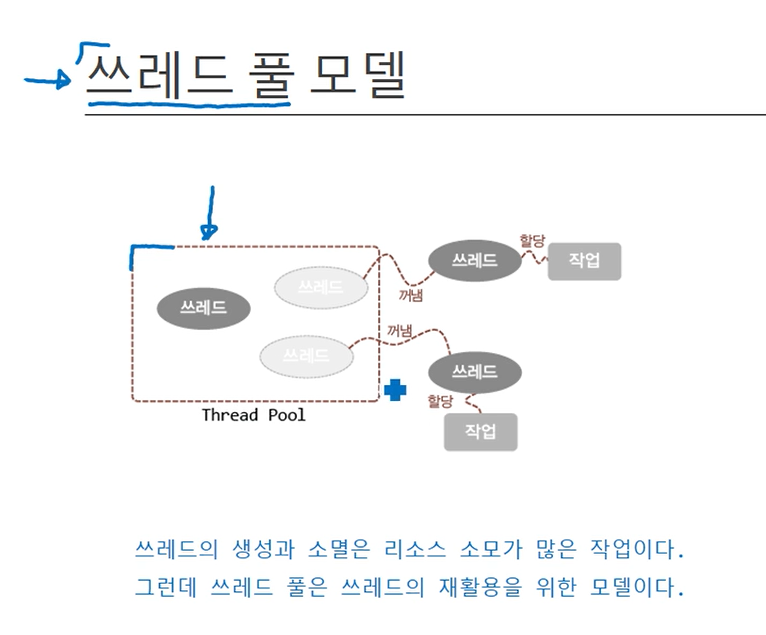 쓰레드 풀 모델
할당
쓰레드
작업
쓰레드
꺼냄
쓰레드
꺼냄
쓰레드
쓰레드
할당
Thread Pool
작업
쓰레드의 생성과 소멸은 리소스 소모가 많은 작업이다.
그런데 쓰레드 풀은 쓰레드의 재활용을 위한 모델이다.